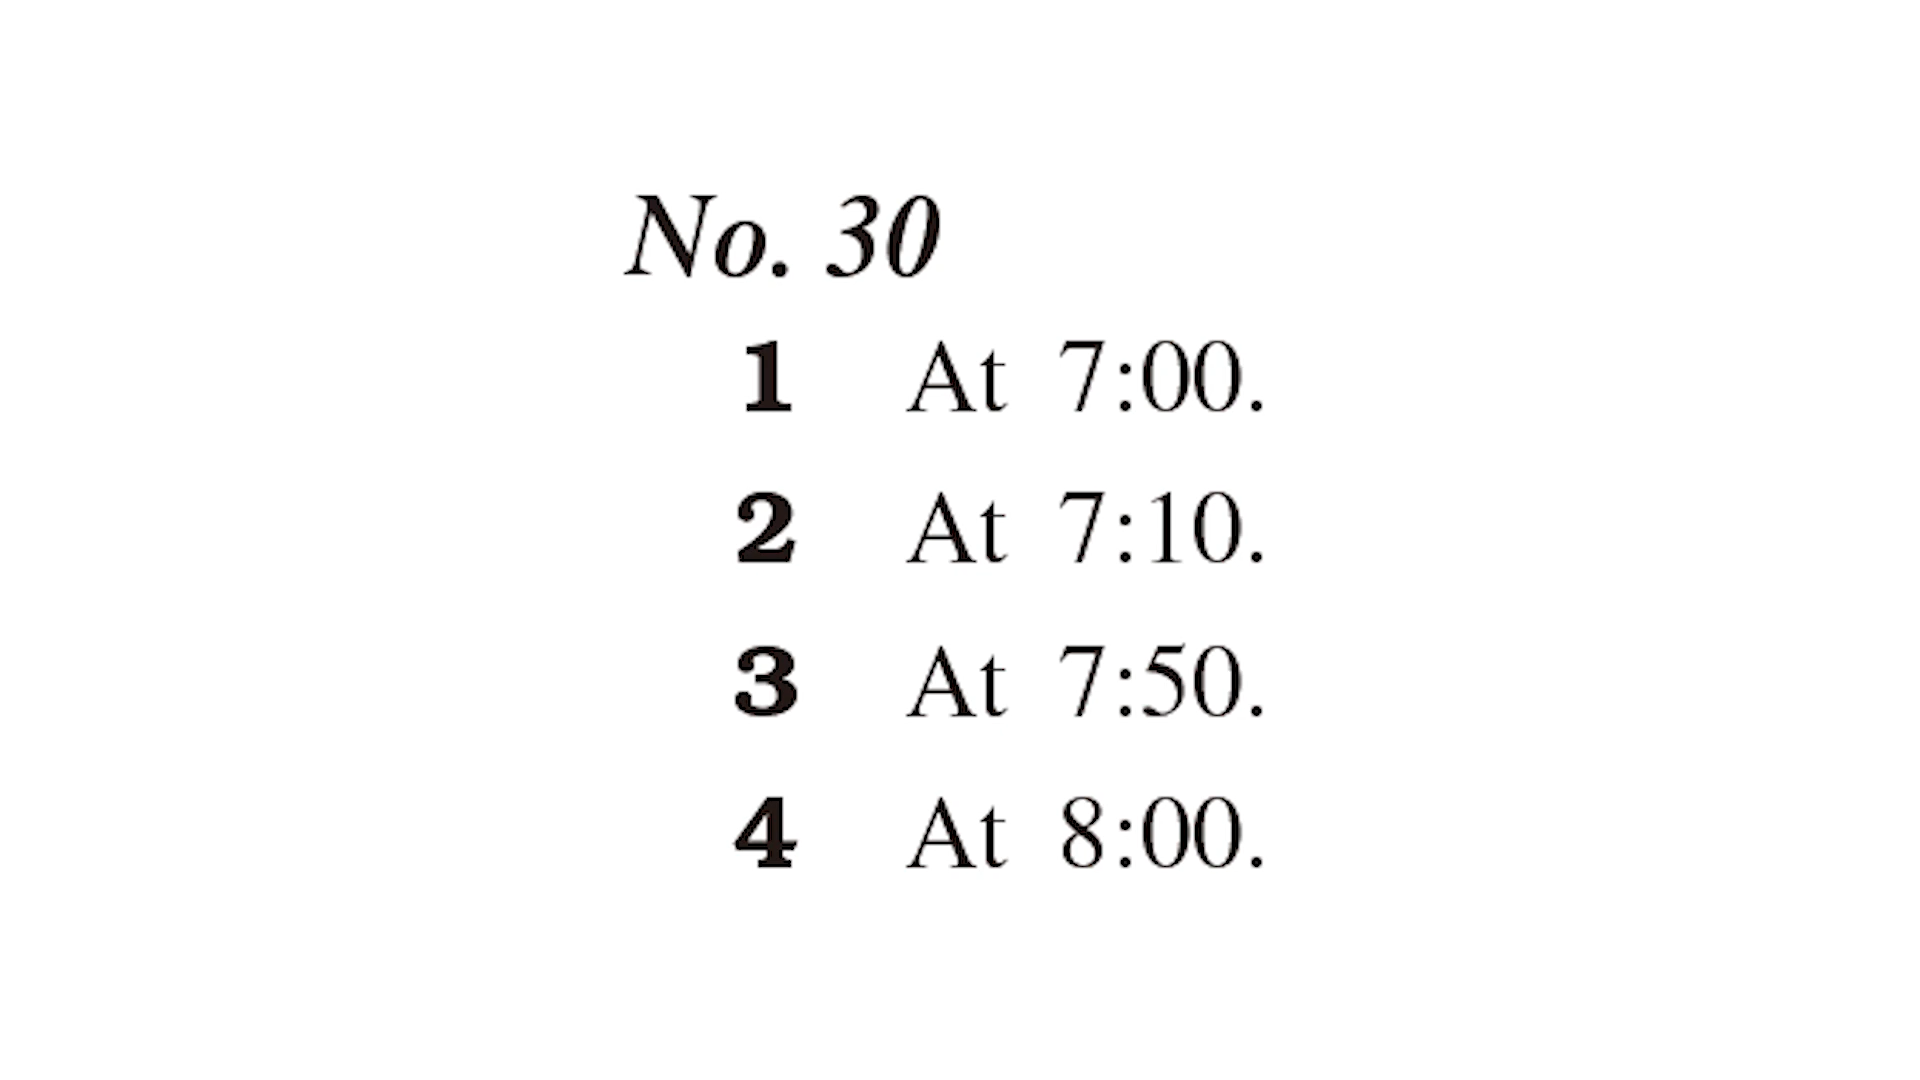 No. 30
1 At 7:00.
2 At 7:10.
3 At 7:50.
4 At 8:00.